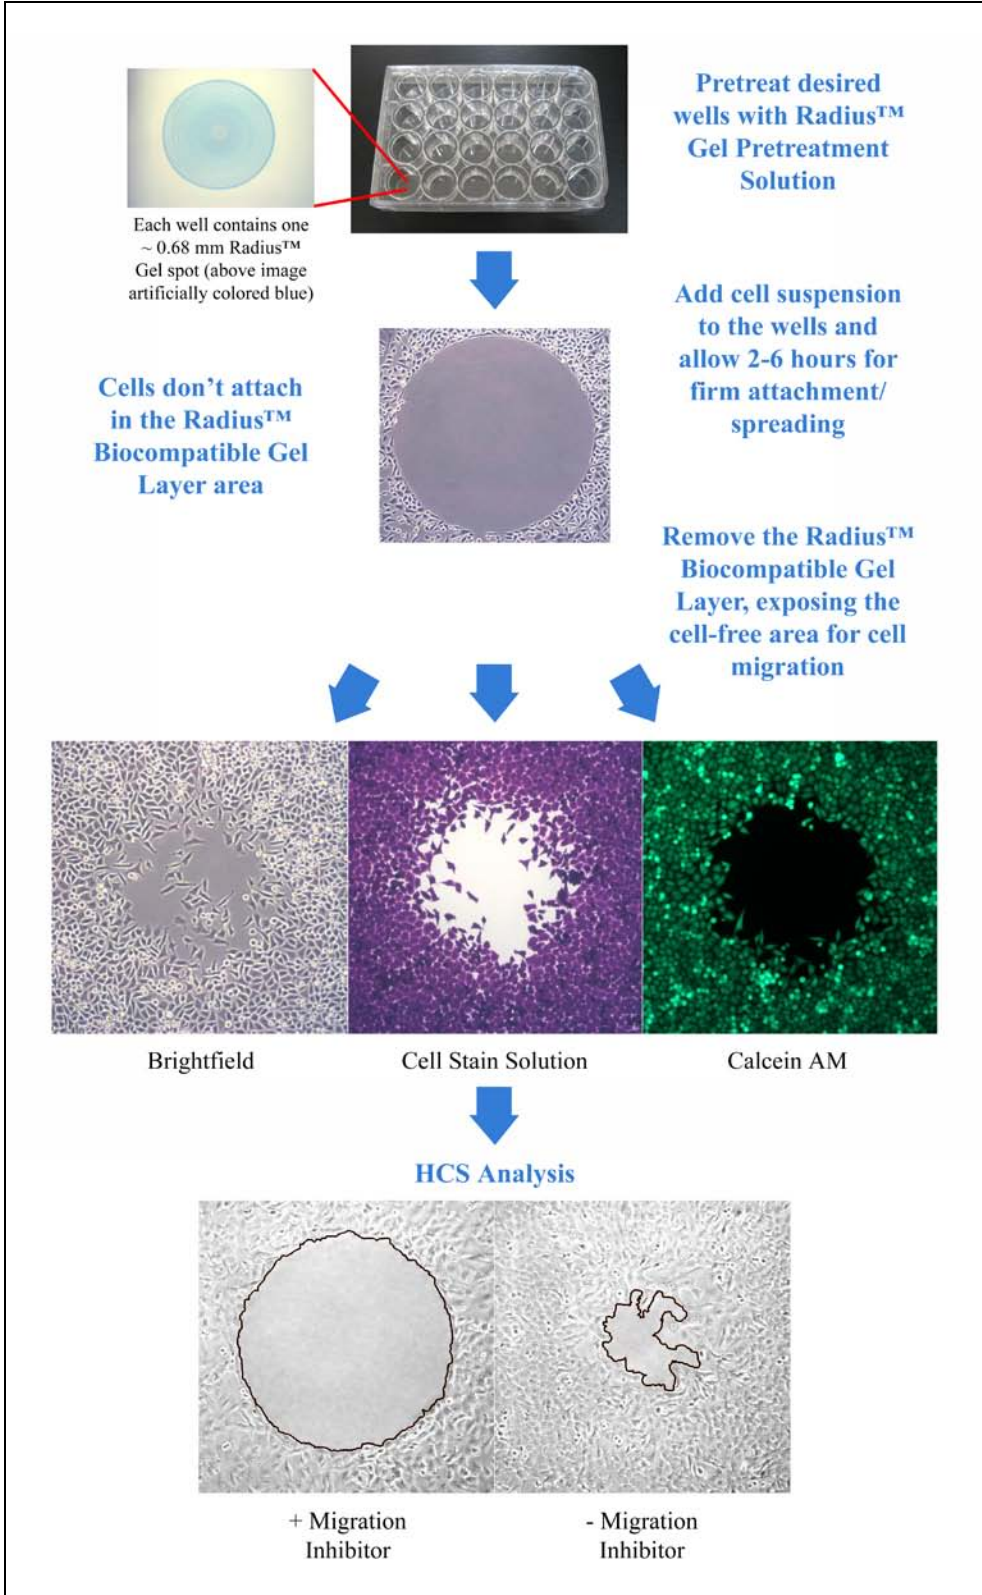 Pretreat desired
wells with Radius™
Gel Pretreatment
Solution
Each well contains one
~ 0.68 mm Radius™
Gel spot (above image
artificially colored blue)
Add cell suspension
to the wells and
allow 2-6 hours for
firm attachment/
spreading
Cells don’t attach
in the Radius™
Biocompatible Gel
Layer area
Remove the Radius™
Biocompatible Gel
Layer, exposing the
cell-free area for cell
migration
Brightfield
Cell Stain Solution
Calcein AM
HCS Analysis
+ Migration
Inhibitor
- Migration
Inhibitor